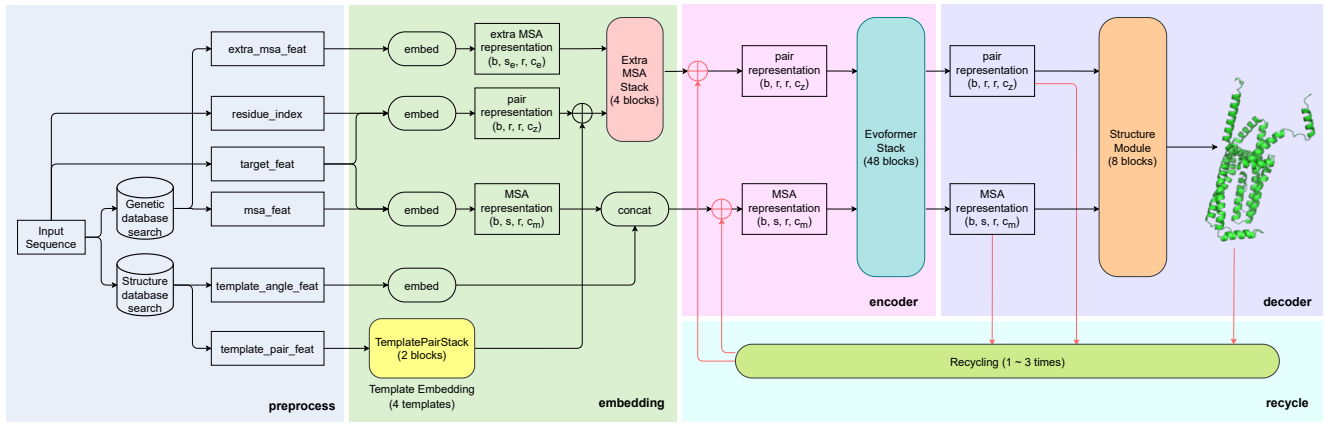 Input
Sequence
Genetic
database
search
Structure
database
search
extra_msa_feat
residue_index
target_feat
msa_feat
template_angle_feat
template_pair_feat
preprocess
embed
embed
embed
embed
TemplatePairStack
(2 blocks)
Template Embedding
(4 templates)
extra MSA
representation
(b, sₑ, r, cₑ)
pair
representation
(b, r, r, c_z)
MSA
representation
(b, s, r, cₘ)
Extra
MSA
Stack
(4 blocks)
concat
embedding
pair
representation
(b, r, r, c_z)
MSA
representation
(b, s, r, cₘ)
Evoformer
Stack
(48 blocks)
encoder
pair
representation
(b, r, r, c_z)
MSA
representation
(b, s, r, cₘ)
Structure
Module
(8 blocks)
decoder
Recycling (1 ~ 3 times)
recycle